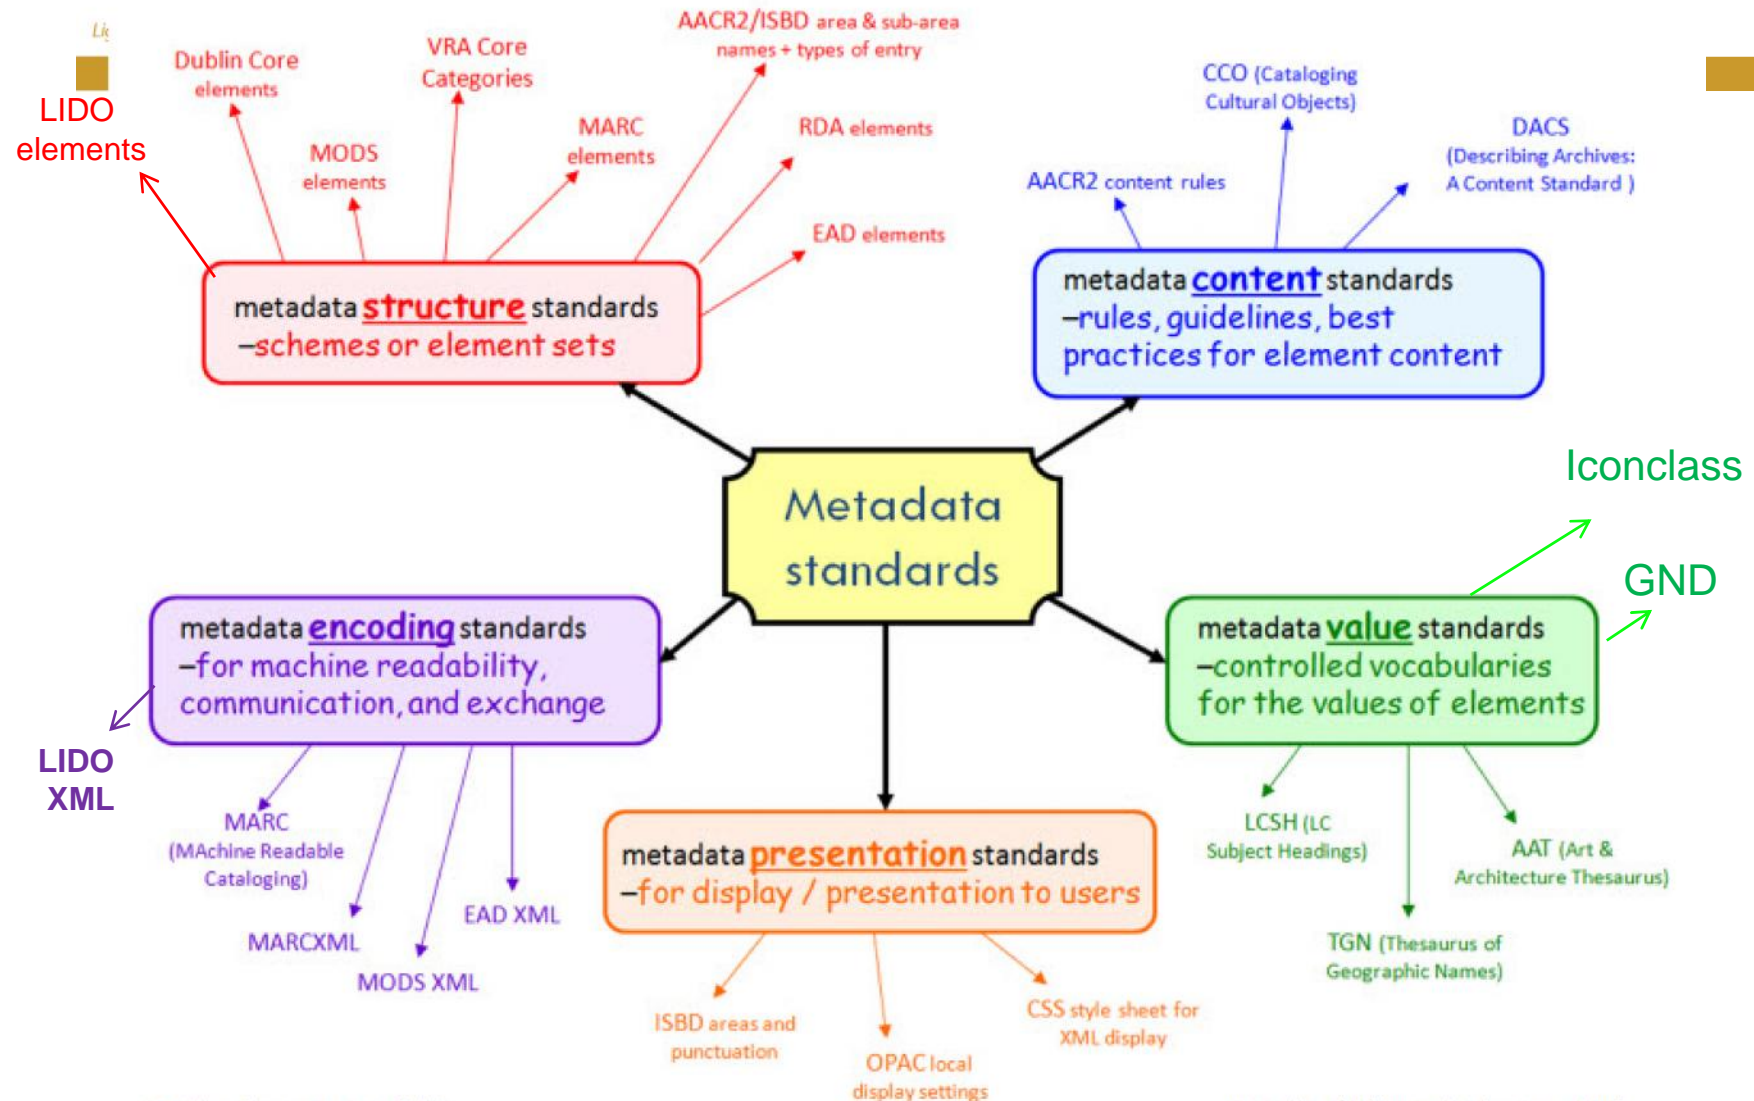 Dublin Core
elements
VRA Core
Categories
AACR2/ISBD area & sub-area
names + types of entry
LIDO
elements
MODS
elements
MARC
elements
RDA elements
EAD elements
CCO (Cataloging
Cultural Objects)
DACS
(Describing Archives:
A Content Standard )
AACR2 content rules
metadata structure standards
–schemes or element sets
metadata content standards
–rules, guidelines, best
practices for element content
Metadata
standards
Iconclass
GND
metadata encoding standards
–for machine readability,
communication, and exchange
metadata value standards
–controlled vocabularies
for the values of elements
LIDO
XML
MARC
(MAchine Readable
Cataloging)
MARCXML
MODS XML
EAD XML
metadata presentation standards
–for display / presentation to users
ISBD areas and
punctuation
OPAC local
display settings
CSS style sheet for
XML display
LCSH (LC
Subject Headings)
TGN (Thesaurus of
Geographic Names)
AAT (Art &
Architecture Thesaurus)